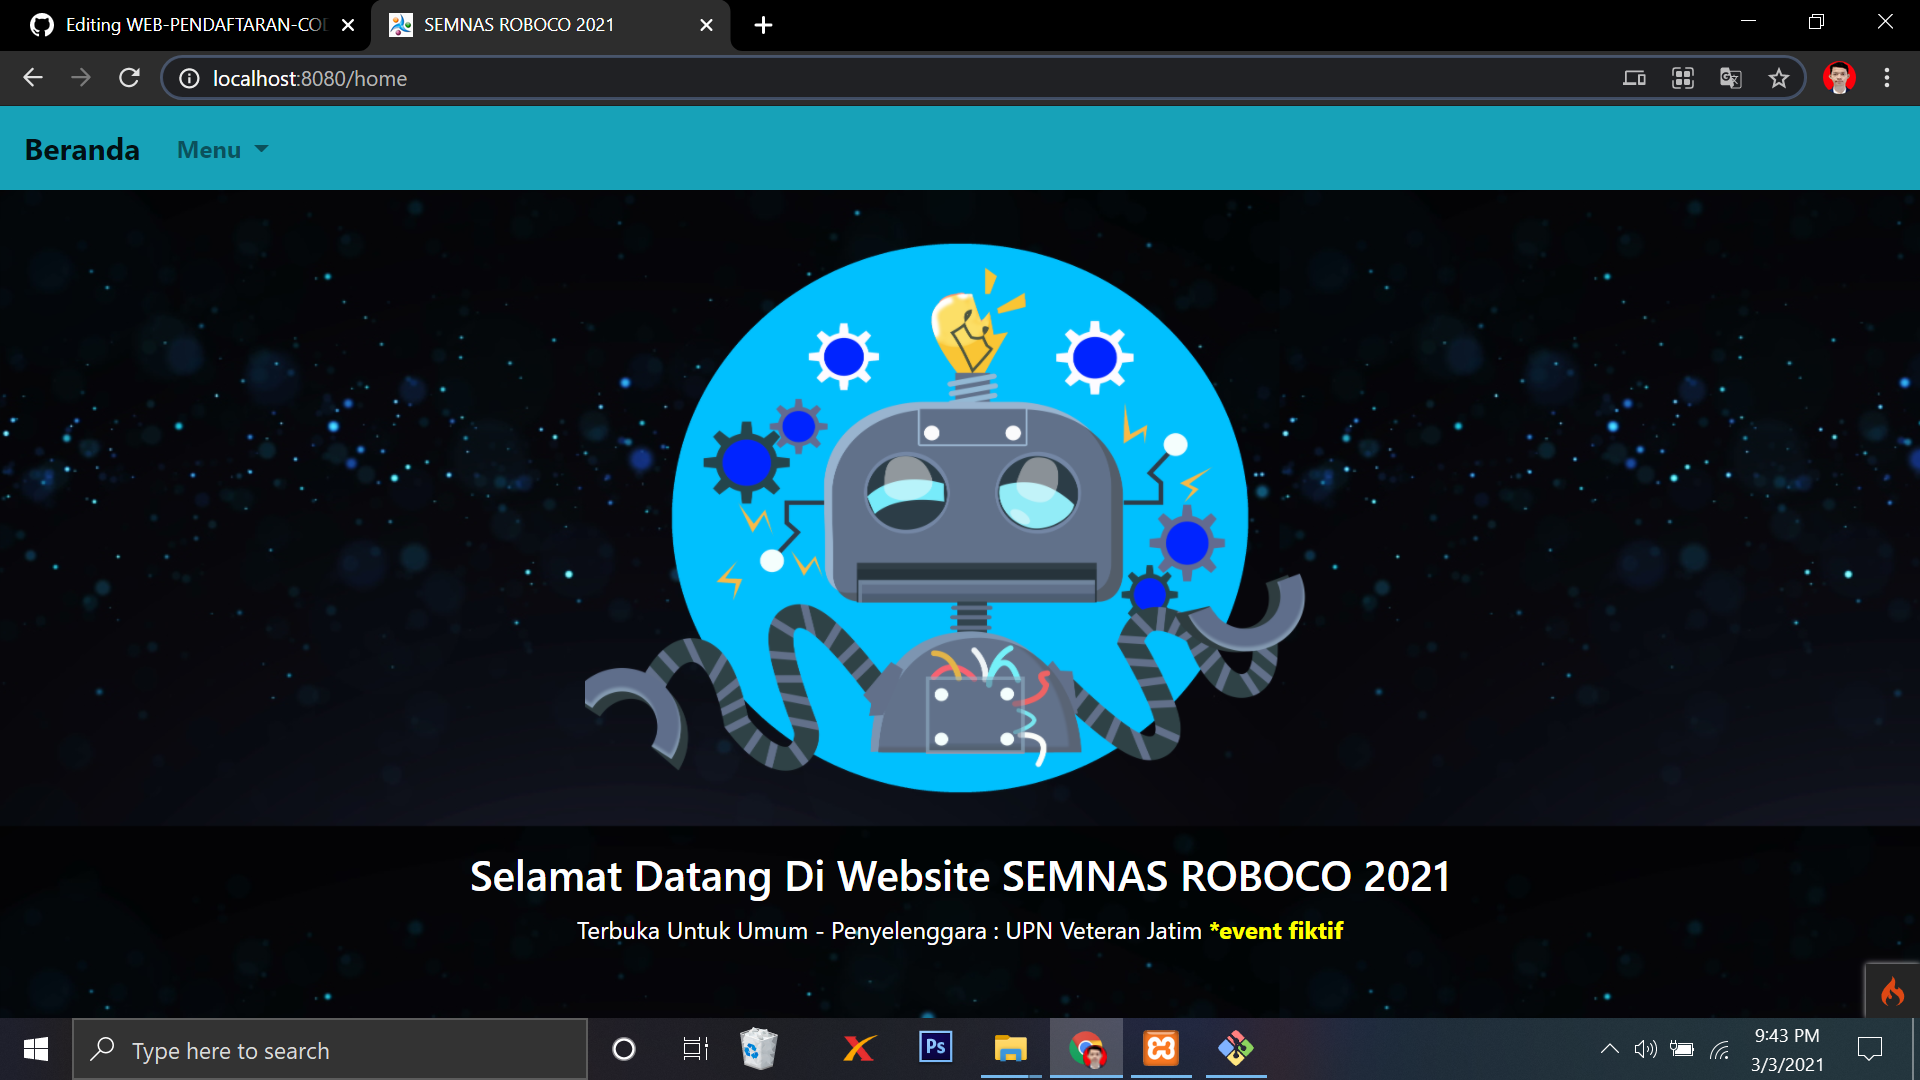 Editing WEB-PENDAFTARAN-COD
SEMNAS ROBOCO 2021
localhost:8080/home
Beranda
Menu
Selamat Datang Di Website SEMNAS ROBOCO 2021
Terbuka Untuk Umum - Penyelenggara : UPN Veteran Jatim *event fiktif
Type here to search
Ps
9:43 PM
3/3/2021